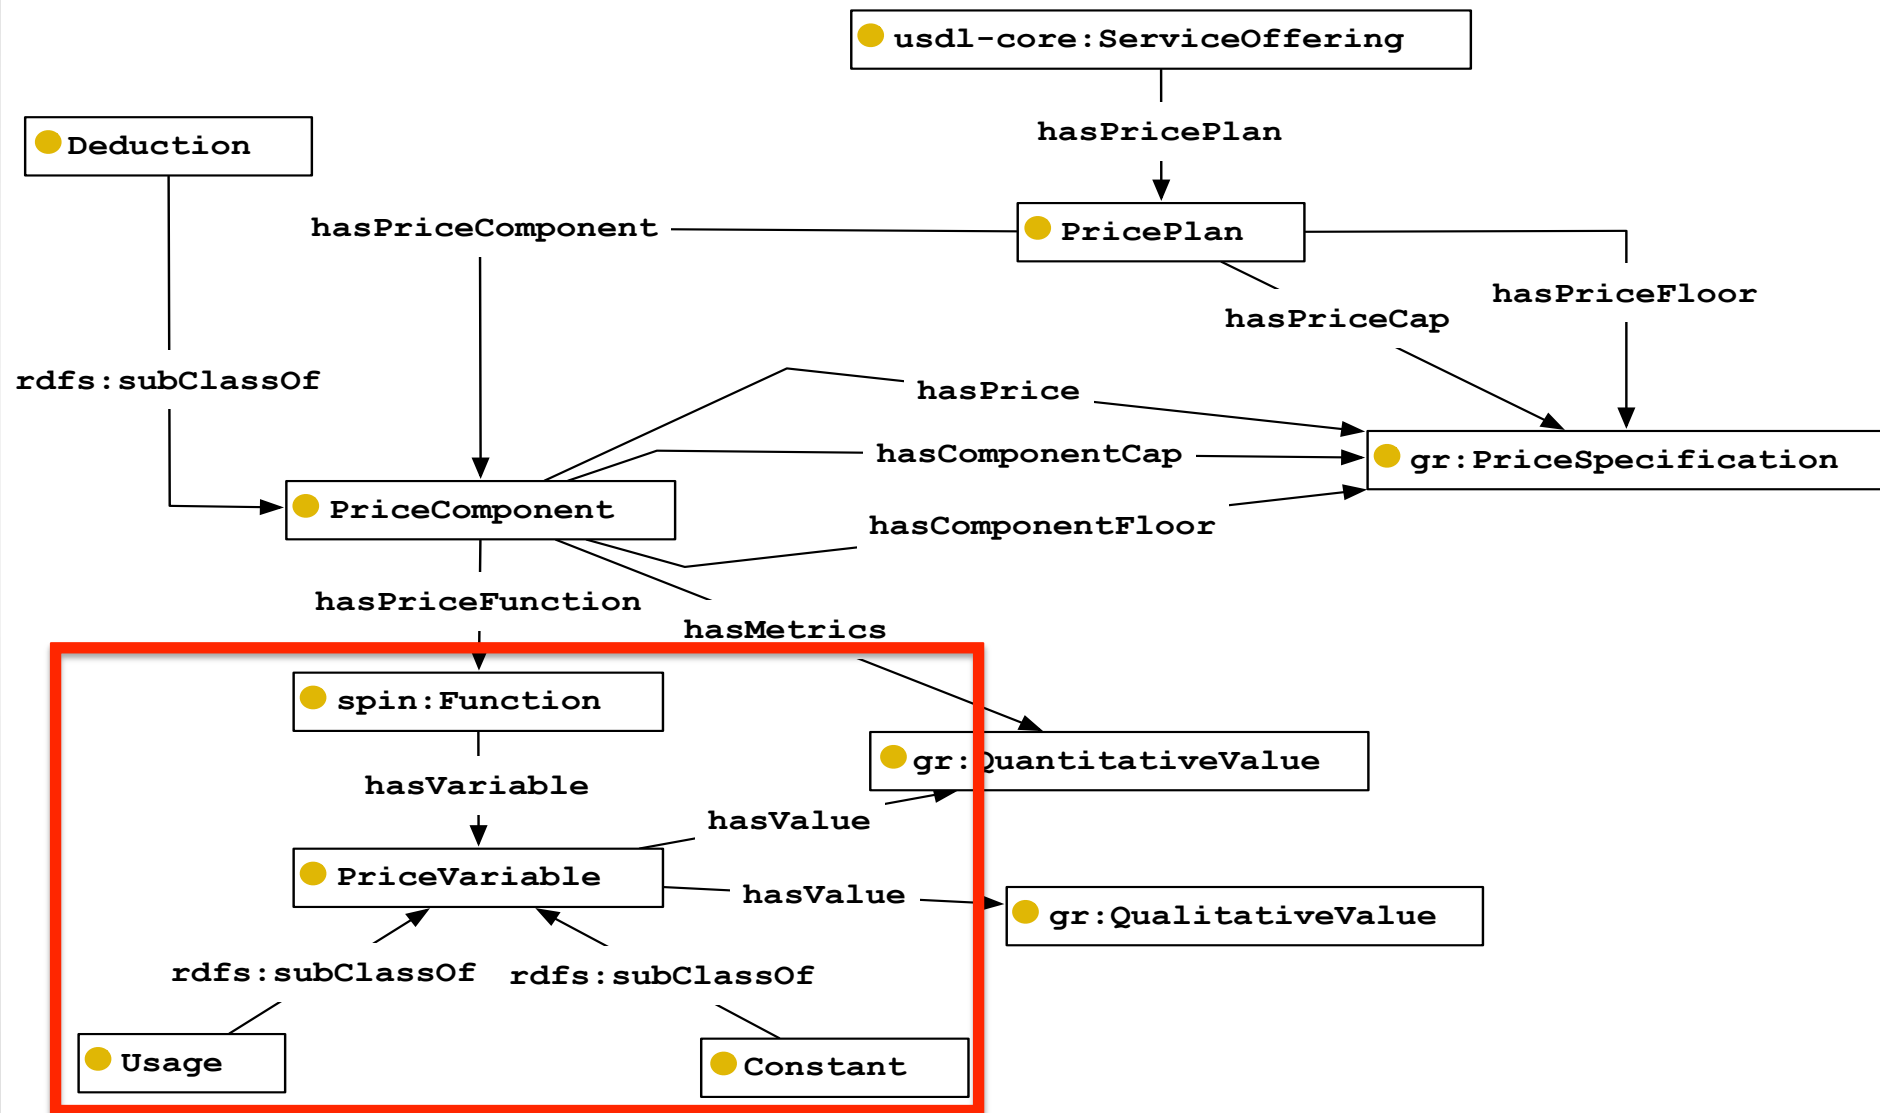 usdl-core:ServiceOffering
hasPricePlan
Deduction
hasPriceComponent
PricePlan
hasPriceFloor
hasPriceCap
rdfs:subClassOf
hasPrice
hasComponentCap
gr:PriceSpecification
PriceComponent
hasComponentFloor
hasPriceFunction
hasMetrics
spin:Function
gr:QuantitativeValue
hasVariable
hasValue
PriceVariable
hasValue
gr:QualitativeValue
rdfs:subClassOf
rdfs:subClassOf
Usage
Constant